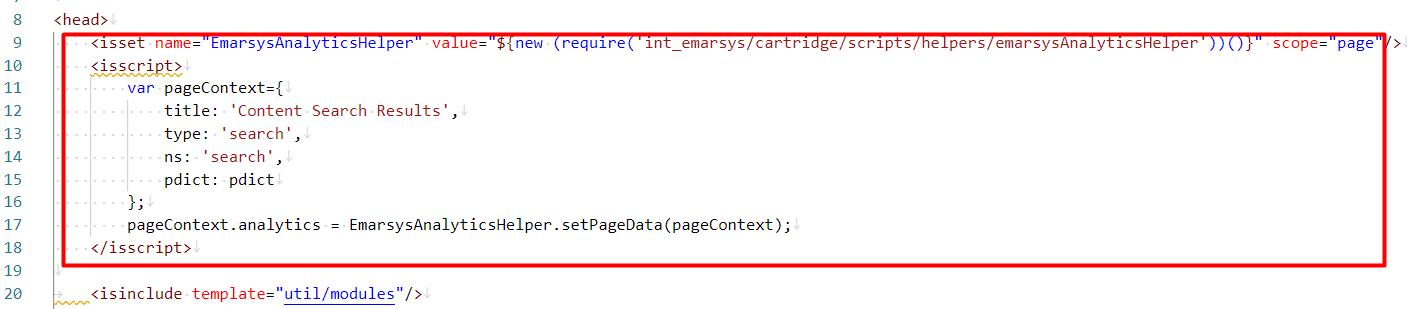 8 <head>
9 <isset name="EmarsysAnalyticsHelper" value="${new (require('int_emarsys/cartridge/scripts/helpers/emarsysAnalyticsHelper'))()}" scope="page"/>
10 <isscript>
11 var pageContext={
12 title: 'Content Search Results',
13 type: 'search',
14 ns: 'search',
15 pdict: pdict
16 };
17 pageContext.analytics = EmarsysAnalyticsHelper.setPageData(pageContext);
18 </isscript>
19
20 <isinclude template="util/modules"/>